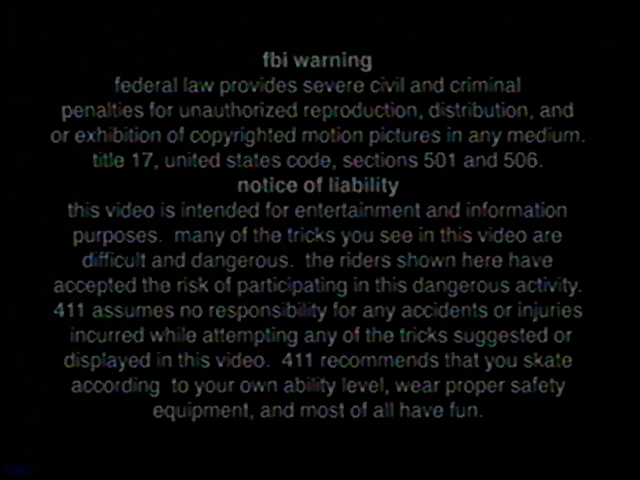 fbi warning
federal law provides severe civil and criminal
penalties for unauthorized reproduction, distribution, and
or exhibition of copyrighted motion pictures in any medium.
title 17, united states code, sections 501 and 506.
notice of liability
this video is intended for entertainment and information
purposes.  many of the tricks you see in this video are
difficult and dangerous.  the riders shown here have
accepted the risk of participating in this dangerous activity.
411 assumes no responsibility for any accidents or injuries
incurred while attempting any of the tricks suggested or
displayed in this video.  411 recommends that you skate
according  to your own ability level, wear proper safety
equipment, and most of all have fun.